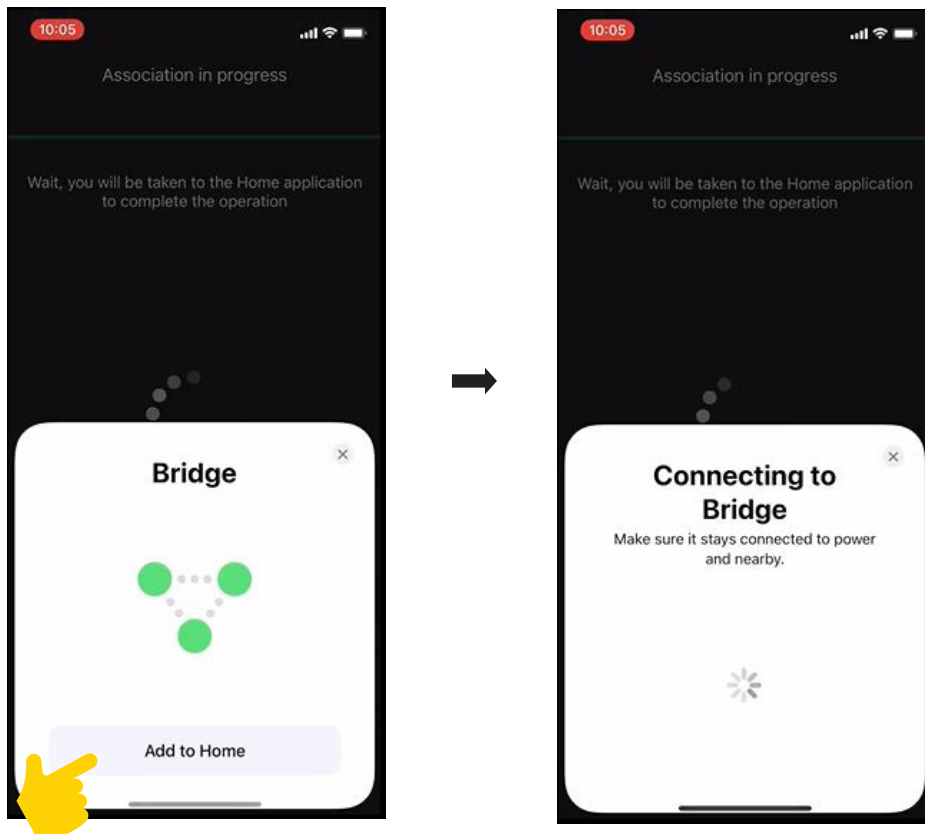 10:05
Association in progress
Wait, you will be taken to the Home application
to complete the operation
Bridge
Add to Home
10:05
Association in progress
Wait, you will be taken to the Home application
to complete the operation
Connecting to
Bridge
Make sure it stays connected to power
and nearby.